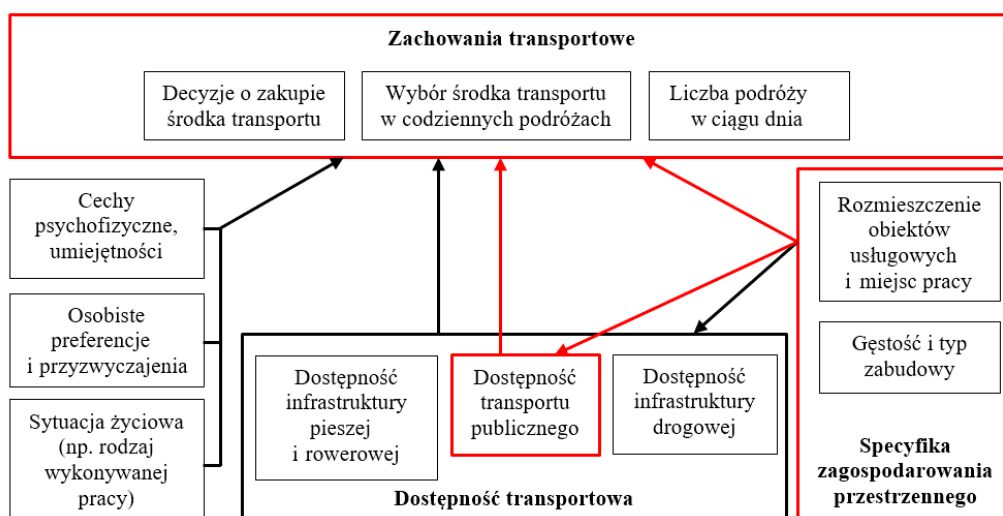 Zachowania transportowe
Decyzje o zakupie
środka transportu
Wybór środka transportu
w codziennych podróżach
Liczba podróży
w ciągu dnia
Cechy
psychofizyczne,
umiejętności
Osobiste
preferencje
i przyzwyczajenia
Sytuacja życiowa
(np. rodzaj
wykonywanej
pracy)
Dostępność
infrastruktury
pieszej
i rowerowej
Dostępność
transportu
publicznego
Dostępność
infrastruktury
drogowej
Dostępność transportowa
Rozmieszczenie
obiektów
usługowych
i miejsc pracy
Gęstość i typ
zabudowy
Specyfika
zagospodarowania
przestrzennego